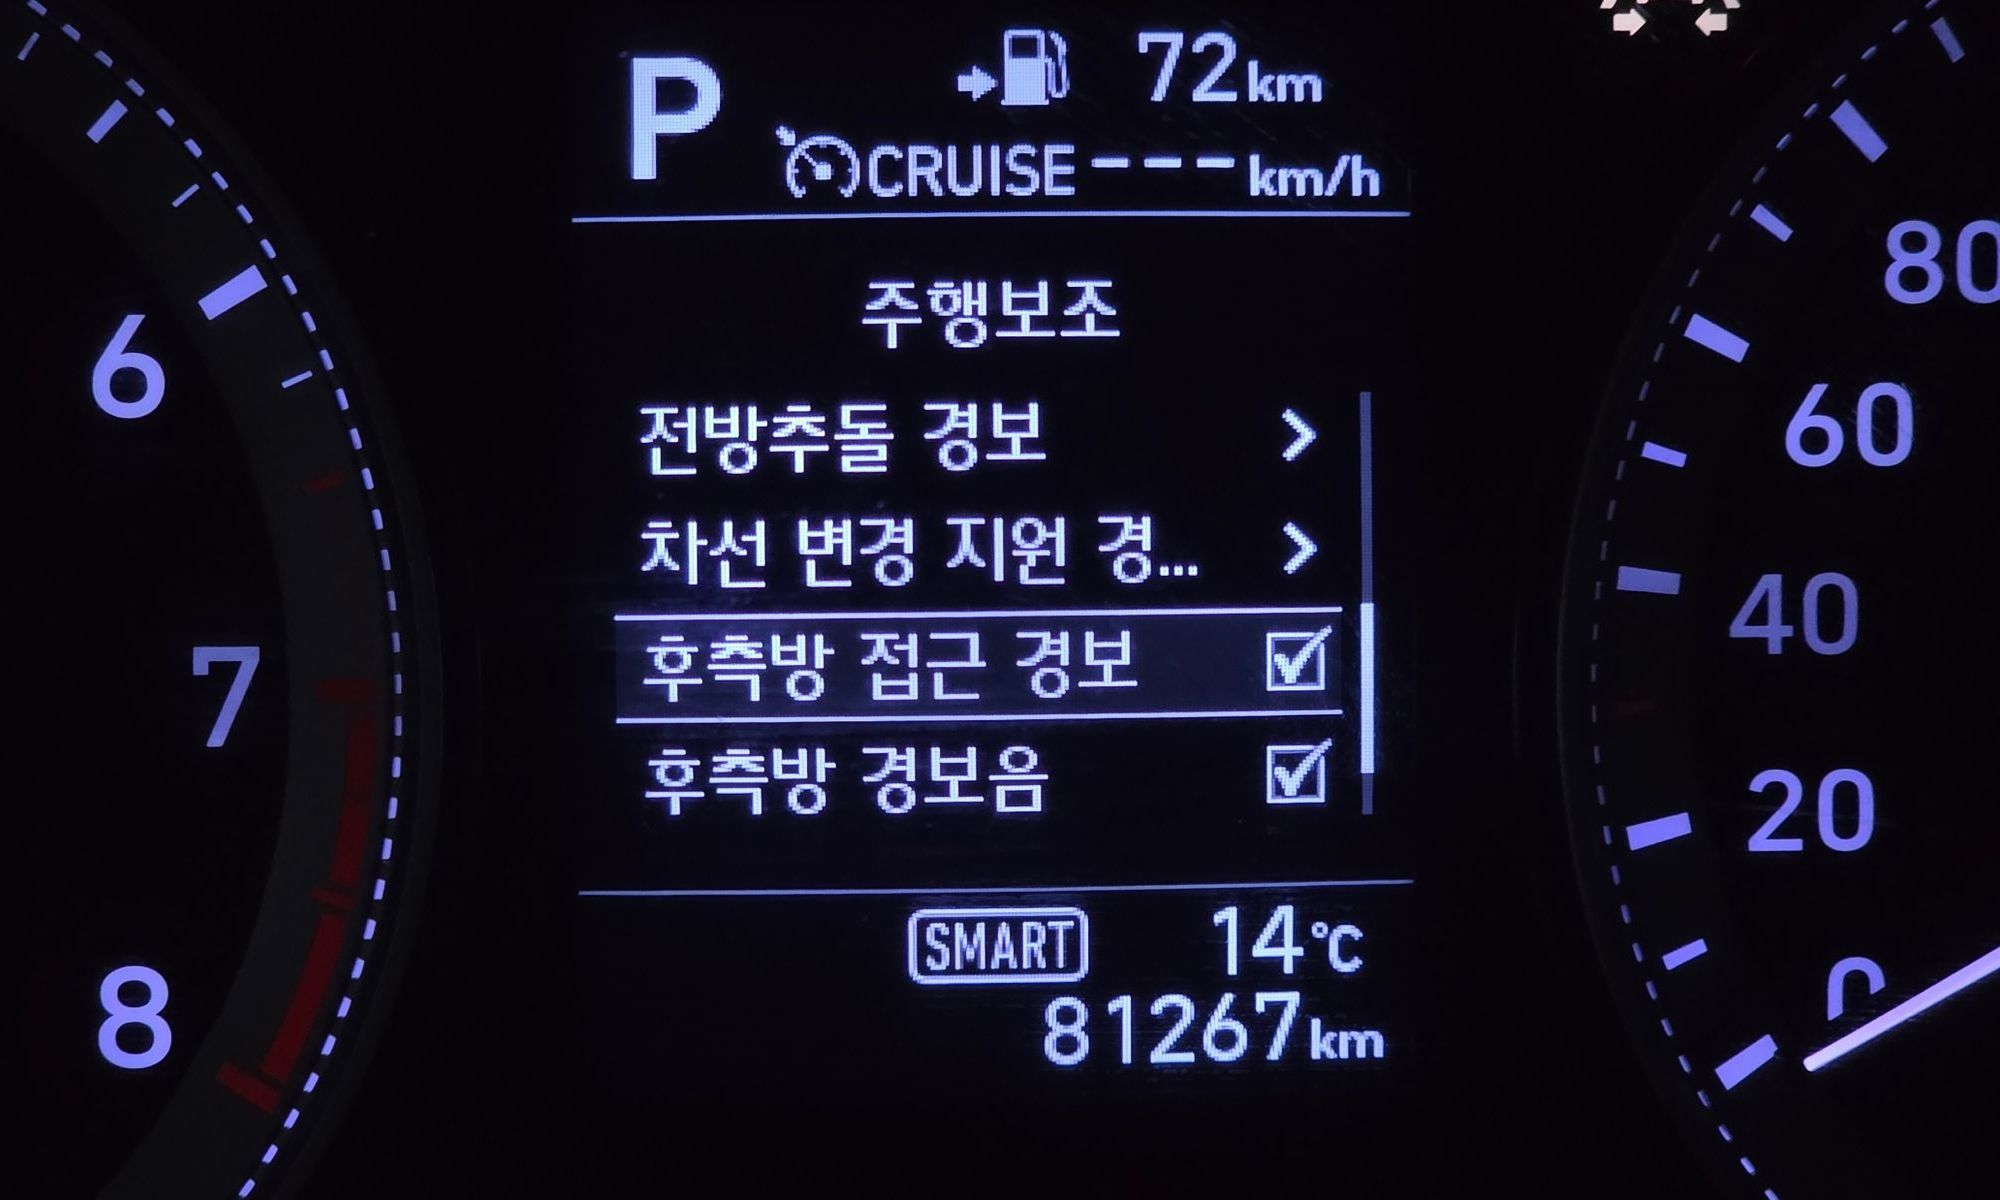 P 72km
CRUISE ---km/h
주행보조
전방추돌 경보 >
차선 변경 지원 경... >
후측방 접근 경보
후측방 경보음
SMART 14℃
81267km
6
7
8
80
60
40
20
0